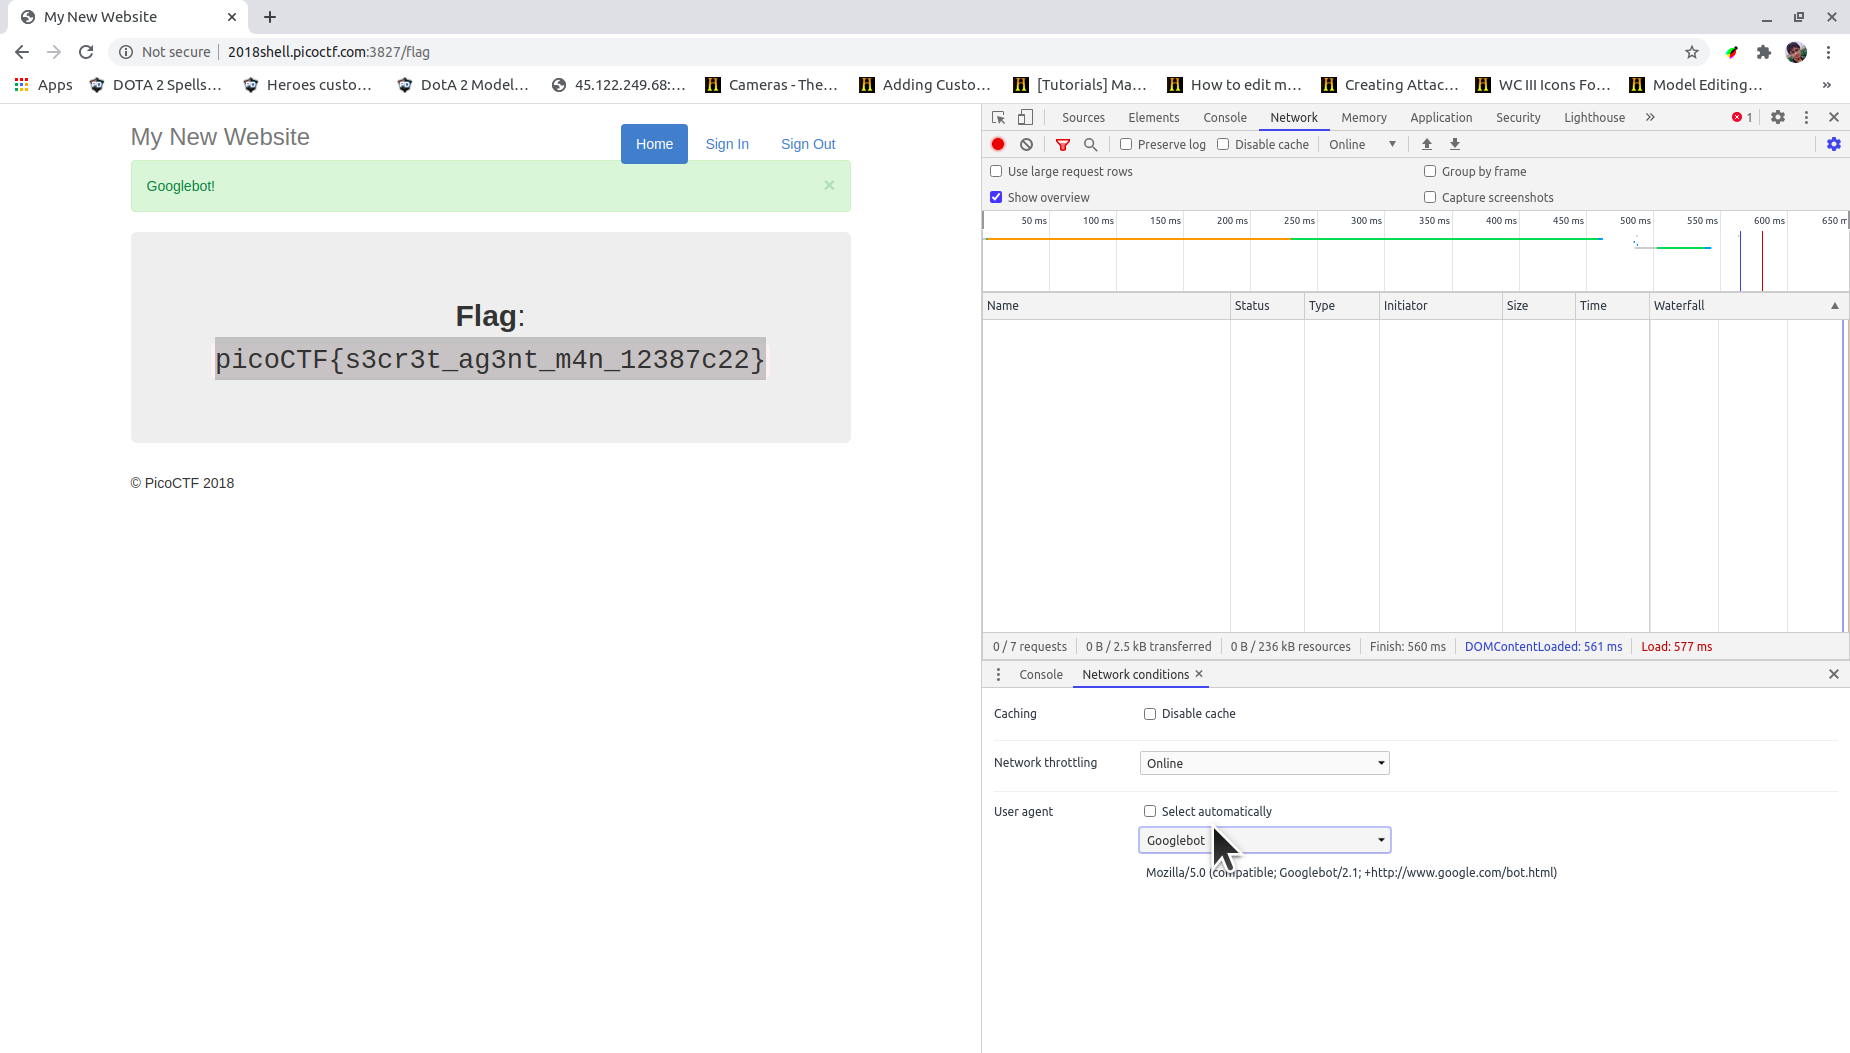 My New Website
Not secure 2018shell.picoctf.com:3827/flag
Apps DOTA 2 Spells... Heroes custo... DotA 2 Model... 45.122.249.68:... Cameras - The... Adding Custo... [Tutorials] Ma... How to edit m... Creating Attac... WC III Icons Fo... Model Editing... »
My New Website Home Sign In Sign Out
Googlebot! ×
Flag:
picoCTF{s3cr3t_ag3nt_m4n_12387c22}
© PicoCTF 2018
Sources Elements Console Network Memory Application Security Lighthouse » 1
Preserve log Disable cache Online
Use large request rows Group by frame
Show overview Capture screenshots
50 ms 100 ms 150 ms 200 ms 250 ms 300 ms 350 ms 400 ms 450 ms 500 ms 550 ms 600 ms 650 m
Name Status Type Initiator Size Time Waterfall
0 / 7 requests 0 B / 2.5 kB transferred 0 B / 236 kB resources Finish: 560 ms DOMContentLoaded: 561 ms Load: 577 ms
Console Network conditions ×
Caching Disable cache
Network throttling Online
User agent Select automatically
Googlebot
Mozilla/5.0 (compatible; Googlebot/2.1; +http://www.google.com/bot.html)